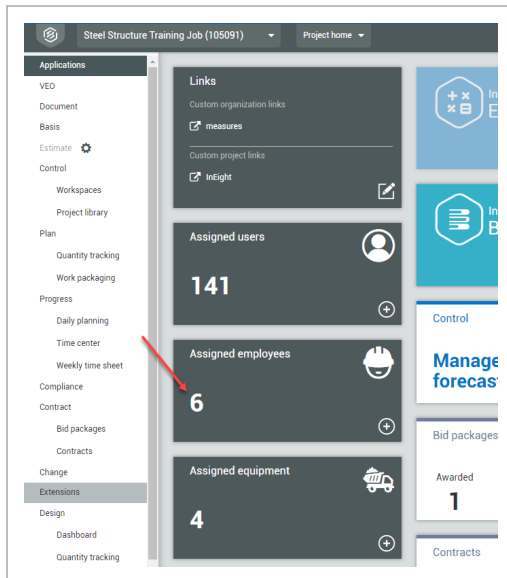 Steel Structure Training Job (105091)
Project home
Applications
VEO
Document
Basis
Estimate
Control
Workspaces
Project library
Plan
Quantity tracking
Work packaging
Progress
Daily planning
Time center
Weekly time sheet
Compliance
Contract
Bid packages
Contracts
Change
Extensions
Design
Dashboard
Quantity tracking
Links
Custom organization links
measures
Custom project links
InEight
Assigned users
141
Assigned employees
6
Assigned equipment
4
In
E
In
B
Control
Manage
forecas
Bid packages
Awarded
1
Contracts